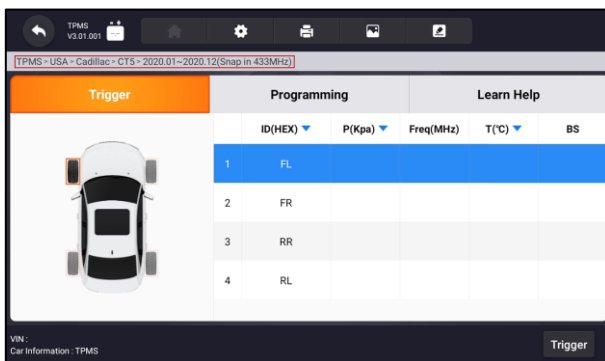 TPMS
V3.01.001
TPMS > USA > Cadillac > CT5 > 2020.01~2020.12(Snap in 433MHz)
Trigger Programming Learn Help
ID(HEX) P(Kpa) Freq(MHz) T(℃) BS
1 FL
2 FR
3 RR
4 RL
VIN :
Car Information : TPMS
Trigger